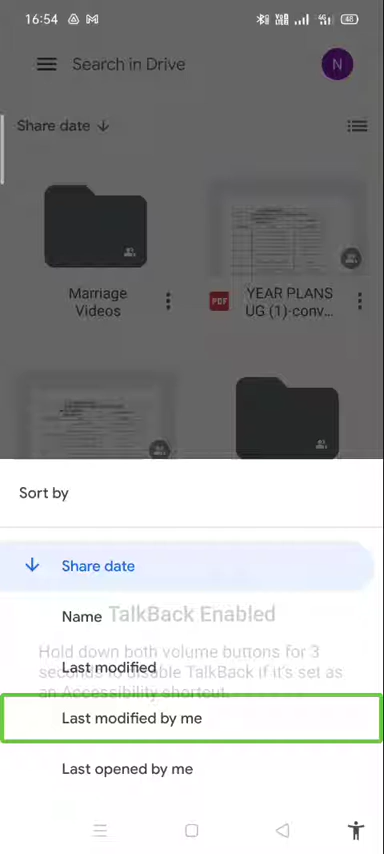 16:54
4G
48
Search in Drive
N
Share date
Marriage
Videos
PDF
YEAR PLANS
UG (1)-conv...
Sort by
Share date
Name
TalkBack Enabled
Hold down both volume buttons for 3
Last modified
seconds to disable TalkBack if it's set as
an Accessibility shortcut.
Last modified by me
Last opened by me